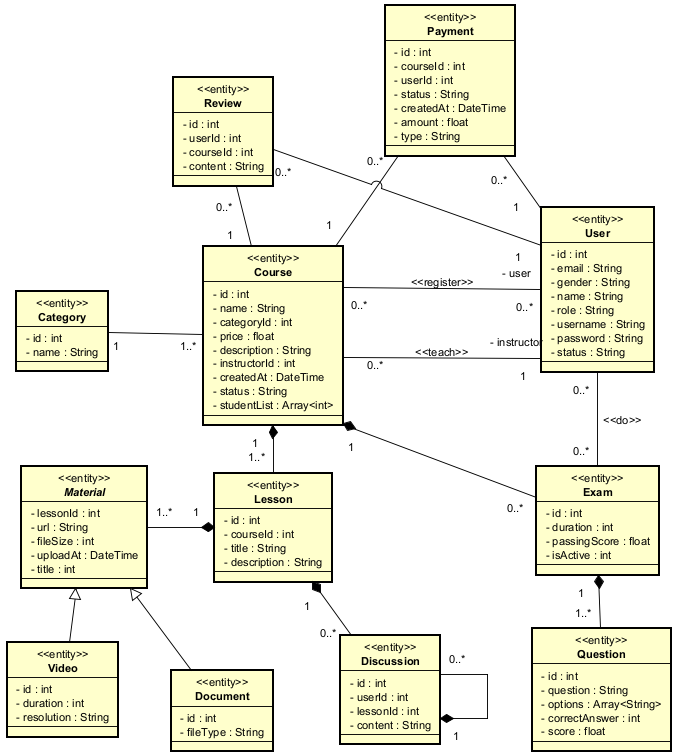 <<entity>>
Payment
- id : int
- courseId : int
- userId : int
- status : String
- createdAt : DateTime
- amount : float
- type : String
<<entity>>
Review
- id : int
- userId : int
- courseId : int
- content : String
0..*
0..*
0..*
0..*
1
1
1
<<entity>>
User
- id : int
- email : String
- gender : String
- name : String
- role : String
- username : String
- password : String
- status : String
<<entity>>
Course
- id : int
- name : String
- categoryId : int
- price : float
- description : String
- instructorId : int
- createdAt : DateTime
- status : String
- studentList : Array<int>
1
- user
<<register>>
0..*
0..*
- instructor
<<teach>>
0..*
1
<<entity>>
Category
- id : int
- name : String
1
1..*
0..*
<<do>>
0..*
1
1..*
1
0..*
<<entity>>
Material
- lessonId : int
- url : String
- fileSize : int
- uploadAt : DateTime
- title : int
1..*
1
<<entity>>
Lesson
- id : int
- courseId : int
- title : String
- description : String
<<entity>>
Exam
- id : int
- duration : int
- passingScore : float
- isActive : int
1
0..*
1
1..*
<<entity>>
Video
- id : int
- duration : int
- resolution : String
<<entity>>
Document
- id : int
- fileType : String
<<entity>>
Discussion
- id : int
- userId : int
- lessonId : int
- content : String
0..*
1
<<entity>>
Question
- id : int
- question : String
- options : Array<String>
- correctAnswer : int
- score : float